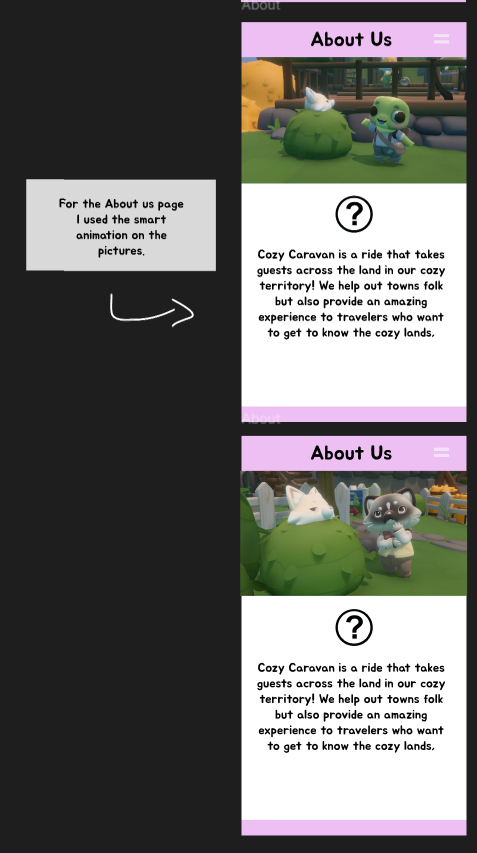 About
About Us
For the About us page
I used the smart
animation on the
pictures.
?
Cozy Caravan is a ride that takes
guests across the land in our cozy
territory! We help out towns folk
but also provide an amazing
experience to travelers who want
to get to know the cozy lands.
About
About Us
?
Cozy Caravan is a ride that takes
guests across the land in our cozy
territory! We help out towns folk
but also provide an amazing
experience to travelers who want
to get to know the cozy lands.